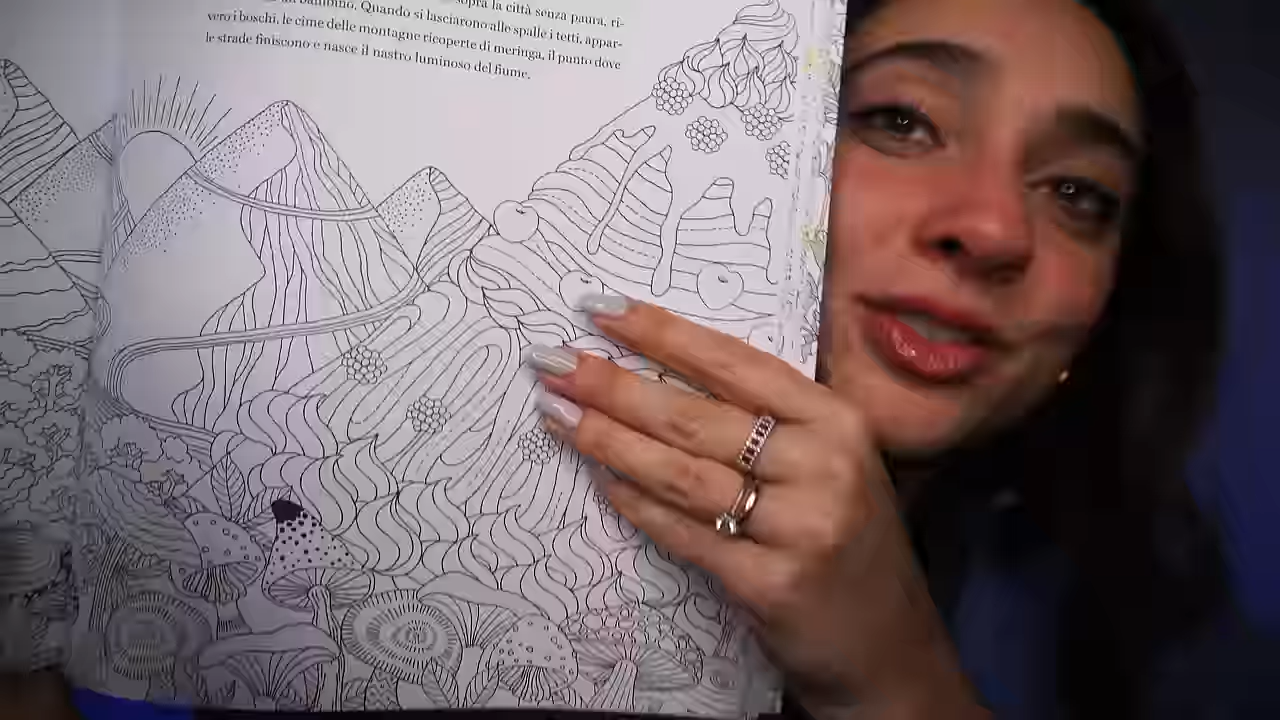 sopra la città senza paura, ri-
bambino. Quando si lasciarono alle spalle i tetti, appar-
vero i boschi, le cime delle montagne ricoperte di meringa, il punto dove
le strade finiscono e nasce il nastro luminoso del fiume.